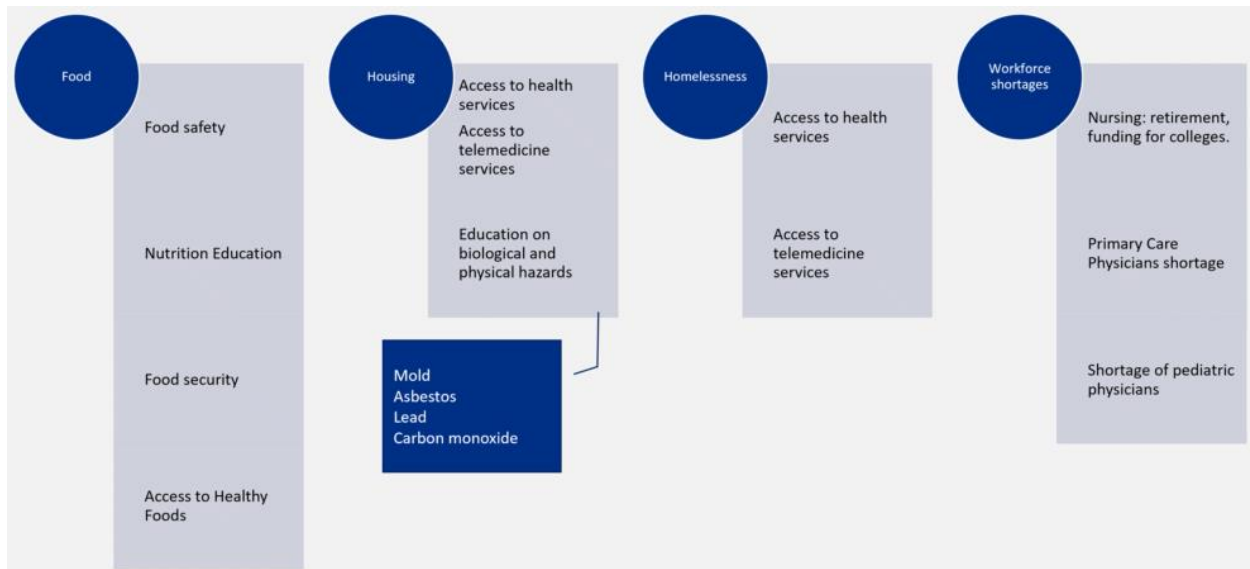 Food
Food safety
Nutrition Education
Food security
Access to Healthy
Foods
Housing
Access to health
services
Access to
telemedicine
services
Education on
biological and
physical hazards
Mold
Asbestos
Lead
Carbon monoxide
Homelessness
Access to health
services
Access to
telemedicine
services
Workforce
shortages
Nursing: retirement,
funding for colleges.
Primary Care
Physicians shortage
Shortage of pediatric
physicians